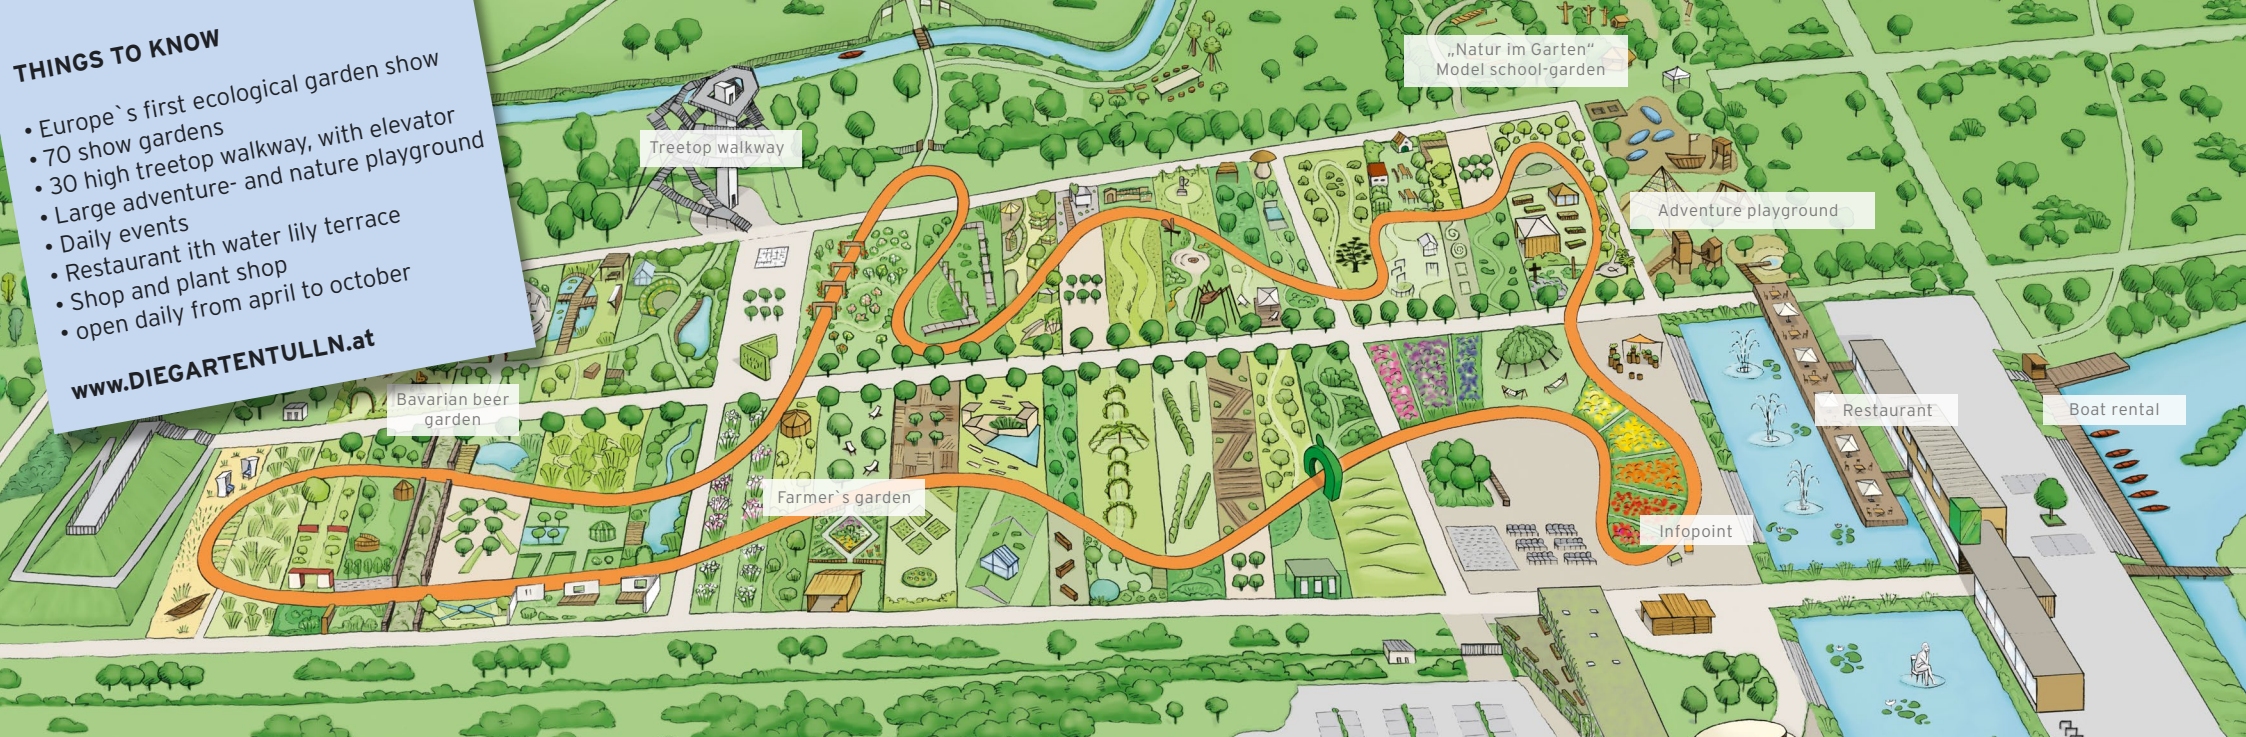 THINGS TO KNOW
• Europe`s first ecological garden show
• 70 show gardens
• 30 high treetop walkway, with elevator
• Large adventure- and nature playground
• Daily events
• Restaurant ith water lily terrace
• Shop and plant shop
• open daily from april to october
www.DIEGARTENTULLN.at
Treetop walkway
„Natur im Garten“
Model school-garden
Adventure playground
Bavarian beer
garden
Restaurant
Boat rental
Farmer`s garden
Infopoint